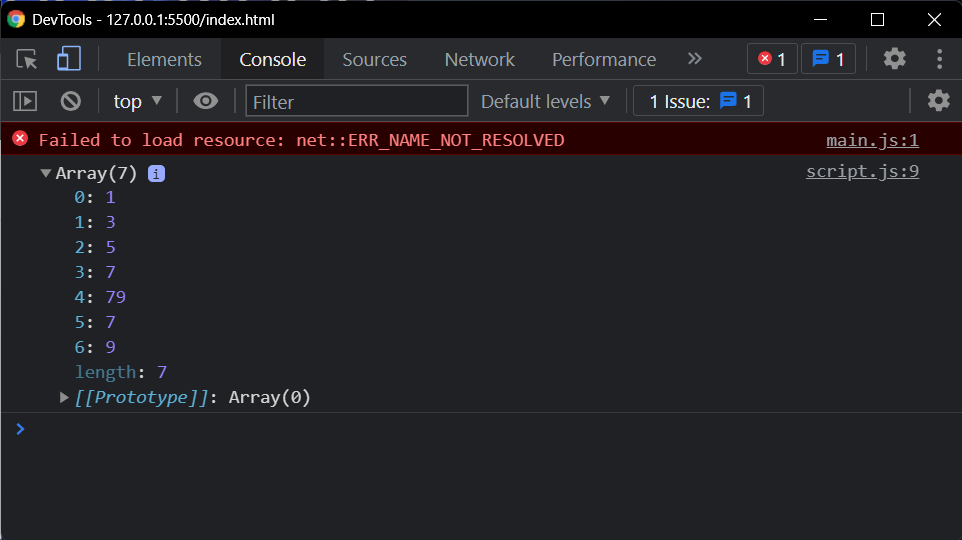 DevTools - 127.0.0.1:5500/index.html
Elements Console Sources Network Performance » 1 1
top ▼ Filter Default levels ▼ 1 Issue: 1
Failed to load resource: net::ERR_NAME_NOT_RESOLVED main.js:1
▼Array(7) i script.js:9
0: 1
1: 3
2: 5
3: 7
4: 79
5: 7
6: 9
length: 7
▶[[Prototype]]: Array(0)
>